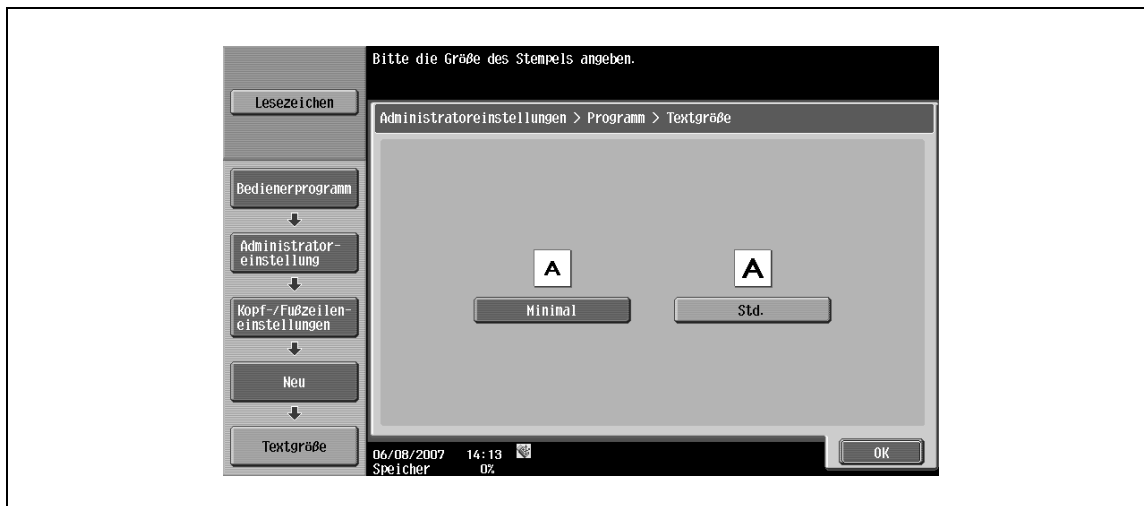 Bitte die Größe des Stempels angeben.
Lesezeichen
Administratoreinstellungen > Programm > Textgröße
Bedienerprogramm
Administrator-
einstellung
Kopf-/Fußzeilen-
einstellungen
Neu
Textgröße
A
A
Minimal
Std.
06/08/2007 14:13
Speicher 0%
OK